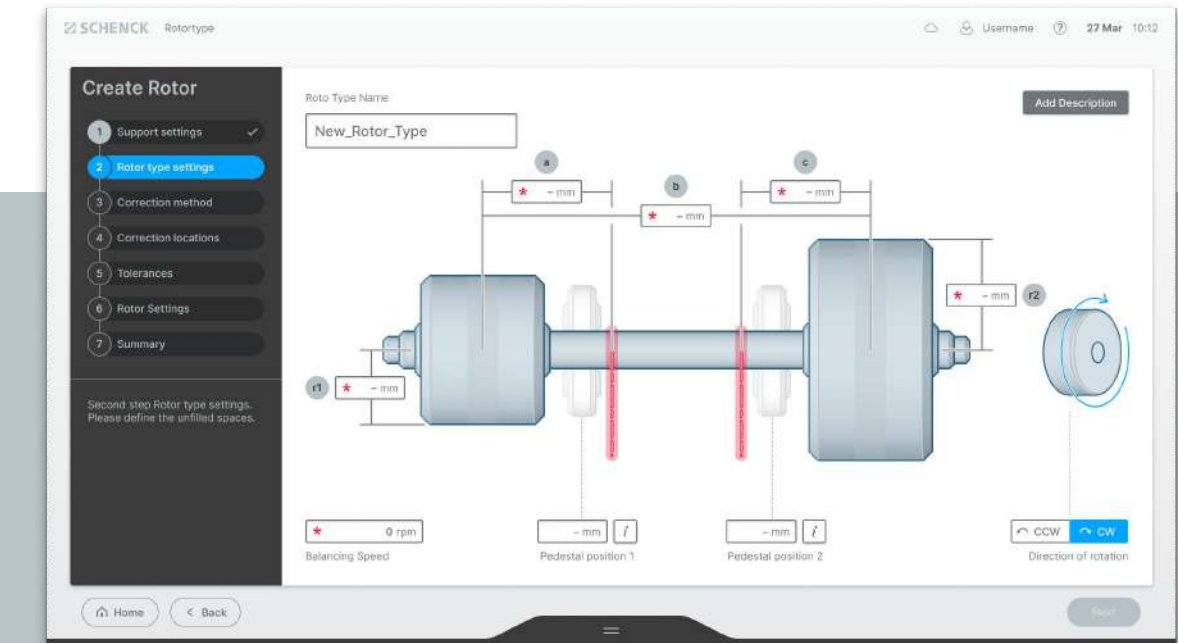 SCHENCK Rotortype
Username ? 27 Mar 10:12
Create Rotor
1 Support settings
2 Rotor type settings
3 Correction method
4 Correction locations
5 Tolerances
6 Rotor Settings
7 Summary
Second step Rotor type settings.
Please define the unfilled spaces.
Roto Type Name
Add Description
New_Rotor_Type
a
c
* – mm
b
* – mm
* – mm
* – mm r2
r1 * – mm
* 0 rpm
Balancing Speed
– mm i
Pedestal position 1
– mm i
Pedestal position 2
CCW CW
Direction of rotation
Home
< Back
Next